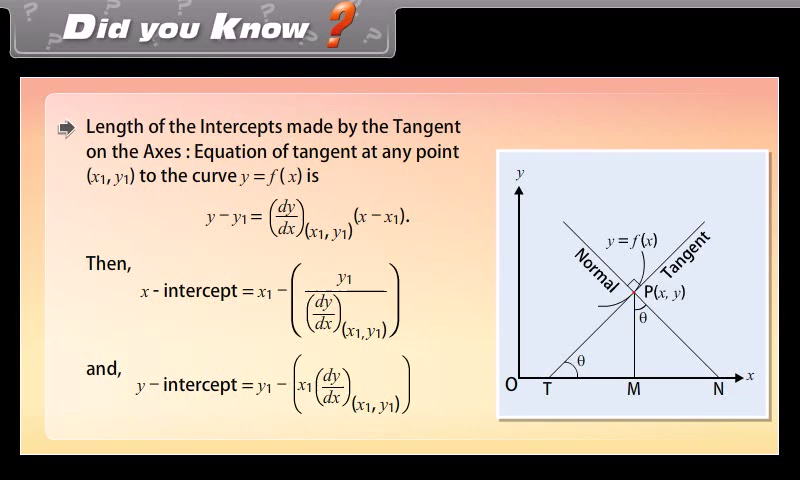 Did you Know ?
Length of the Intercepts made by the Tangent
on the Axes : Equation of tangent at any point
(x₁, y₁) to the curve y = f(x) is
y − y₁ = (dy/dx)(x₁, y₁) (x − x₁).
Then,
x - intercept = x₁ − (y₁ / (dy/dx)(x₁, y₁))
and,
y − intercept = y₁ − (x₁ (dy/dx)(x₁, y₁))
y
y = f(x)
Normal
Tangent
P(x, y)
θ
θ
O
T
M
N
x